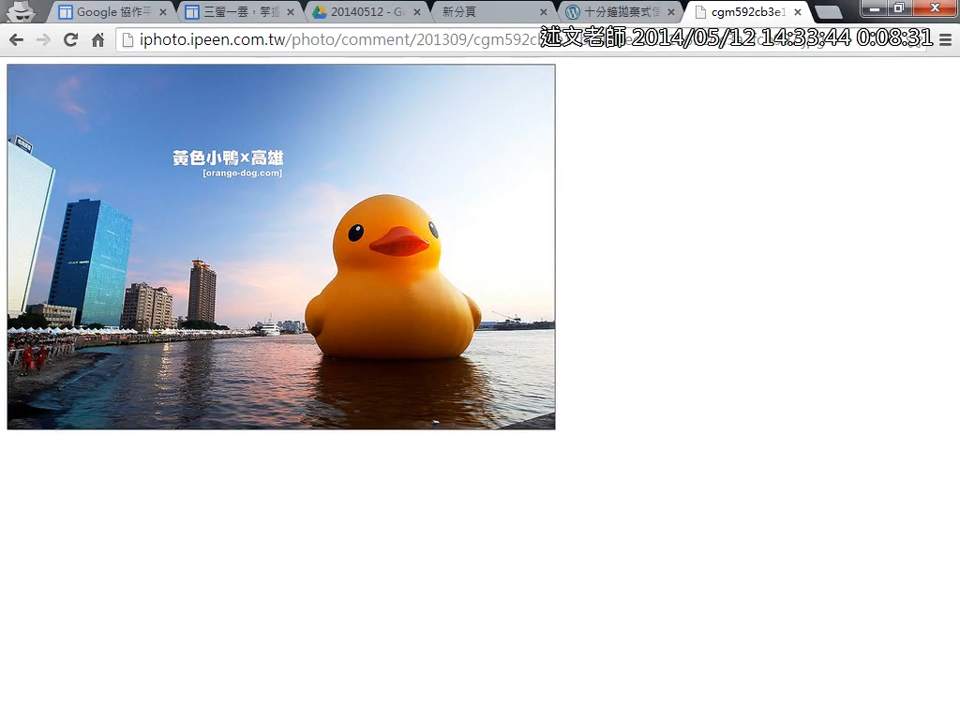 Google 協作平
三螢一雲，學
20140512 - G
新分頁
十分鐘拋棄式
cgm592cb3e1
iphoto.ipeen.com.tw/photo/comment/201309/cgm592c
述文老師 2014/05/12 14:33:44 0:08:31
黃色小鴨x高雄
[orange-dog.com]